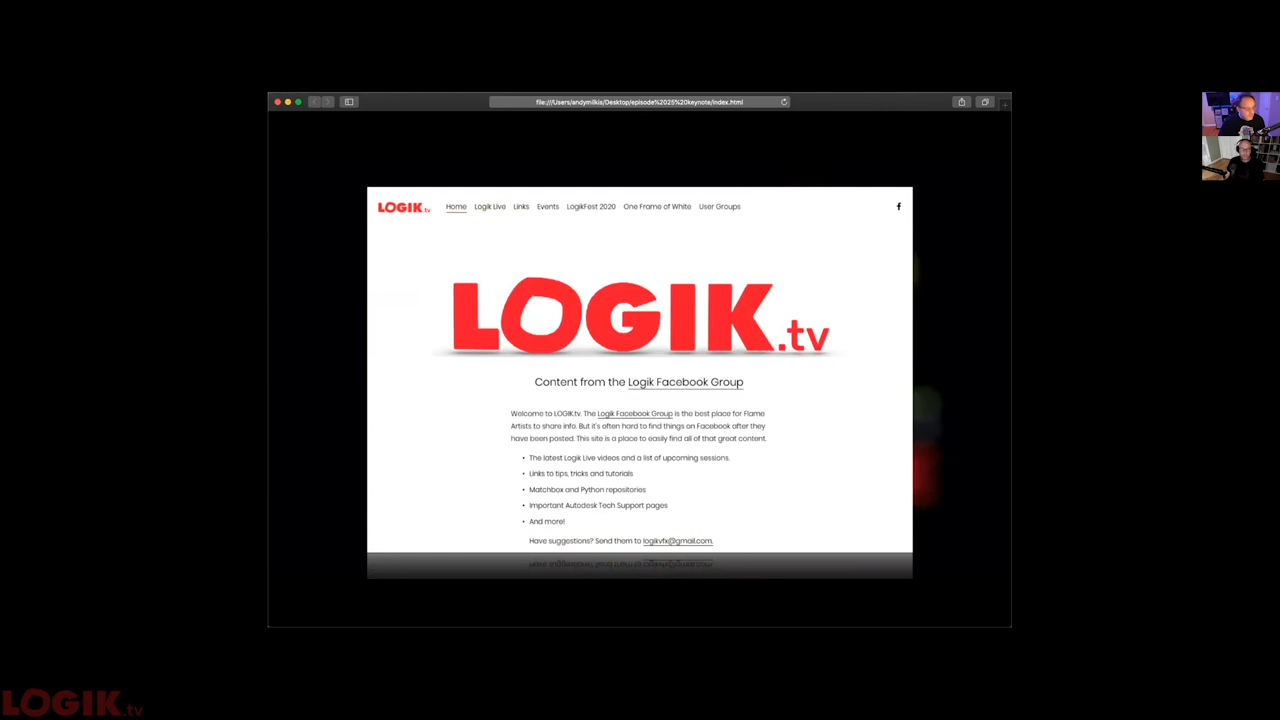 file:///Users/andymilkis/Desktop/episode%2025%20keynote/index.html
LOGIK.tv Home Logik Live Links Events LogikFest 2020 One Frame of White User Groups
LOGIK.tv
Content from the Logik Facebook Group
Welcome to LOGIK.tv. The Logik Facebook Group is the best place for Flame
Artists to share info. But it's often hard to find things on Facebook after they
have been posted. This site is a place to easily find all of that great content.
• The latest Logik Live videos and a list of upcoming sessions.
• Links to tips, tricks and tutorials
• Matchbox and Python repositories
• Important Autodesk Tech Support pages
• And more!
Have suggestions? Send them to logikvfx@gmail.com.
LOGIK.tv